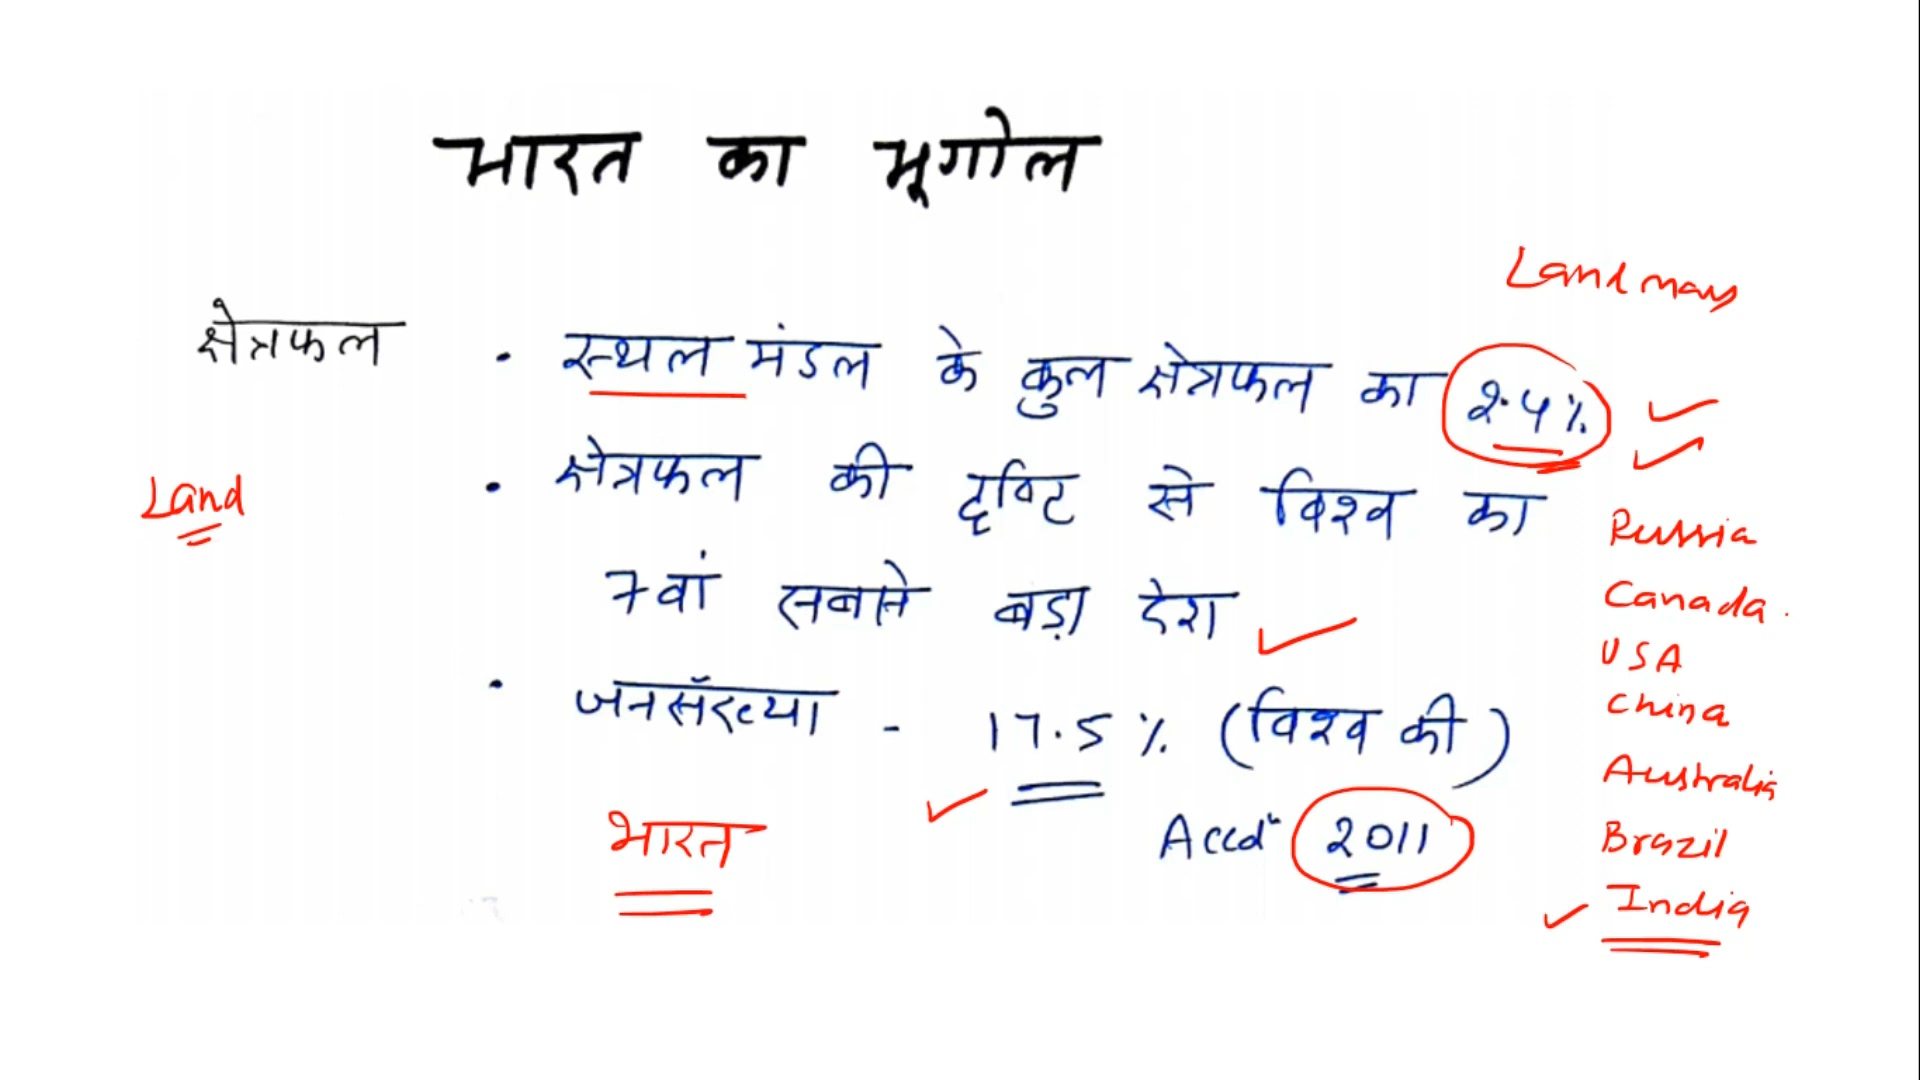 भारत का भूगोल
Land mass
क्षेत्रफल
• स्थल मंडल के कुल क्षेत्रफल का 2.4%
Land
• क्षेत्रफल की दृष्टि से विश्व का
7वां सबसे बड़ा देश
• जनसंख्या - 17.5% (विश्व की)
Accdⁿ 2011
भारत
Russia
Canada.
USA
China
Australia
Brazil
India